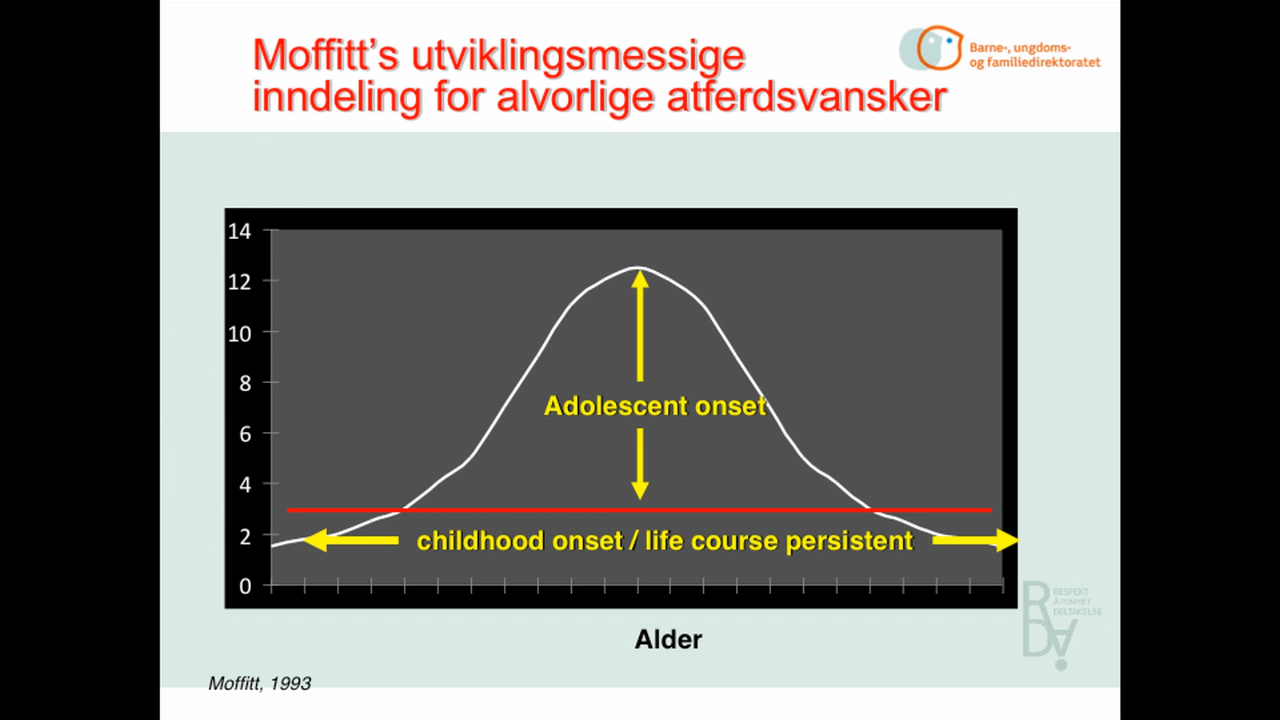 Moffitt's utviklingsmessige
inndeling for alvorlige atferdsvansker
Barne-, ungdoms-
og familiedirektoratet
14
12
10
8
6
4
2
0
Adolescent onset
childhood onset / life course persistent
Alder
RESPEKT
ÅPENHET
DELTAKELSE
RDÅ!
Moffitt, 1993